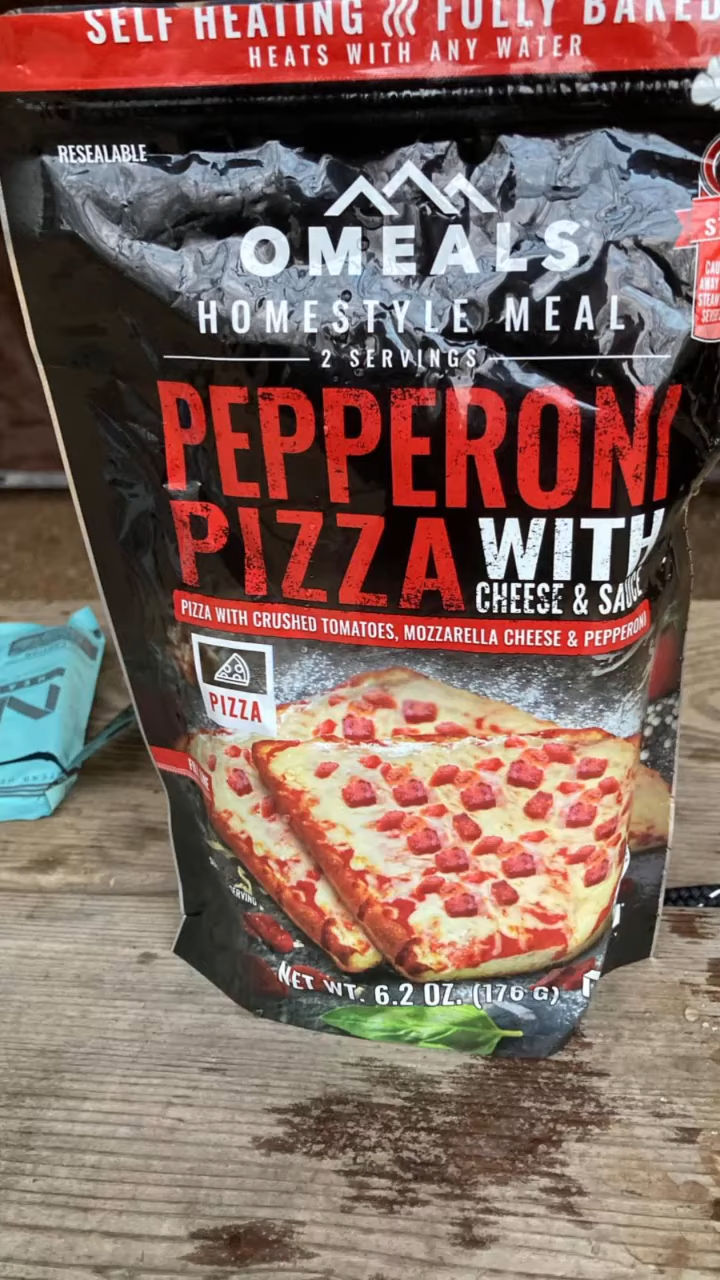 SELF HEATING FULLY BAKED
HEATS WITH ANY WATER
RESEALABLE
OMEALS
HOMESTYLE MEAL
2 SERVINGS
PEPPERONI
PIZZA WITH
CHEESE & SAUCE
PIZZA WITH CRUSHED TOMATOES, MOZZARELLA CHEESE & PEPPERONI
PIZZA
SERVING
NET WT. 6.2 OZ. (176 G)